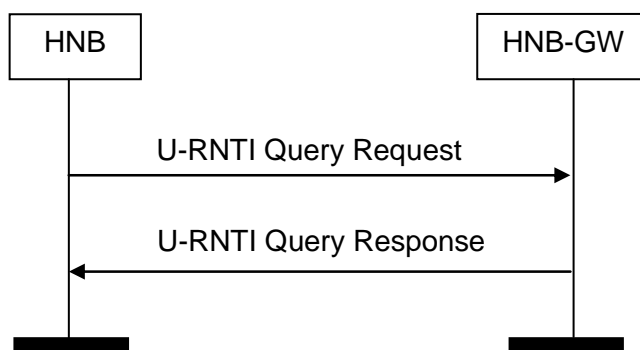 HNB
HNB-GW
U-RNTI Query Request
U-RNTI Query Response